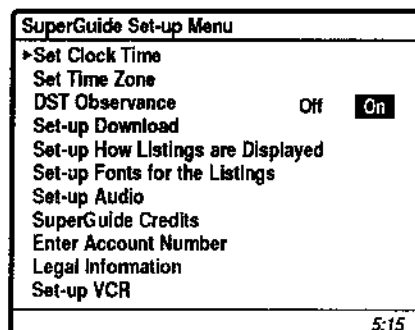 SuperGuide Set-up Menu
▸Set Clock Time
Set Time Zone
DST Observance Off On
Set-up Download
Set-up How Listings are Displayed
Set-up Fonts for the Listings
Set-up Audio
SuperGuide Credits
Enter Account Number
Legal Information
Set-up VCR
5:15